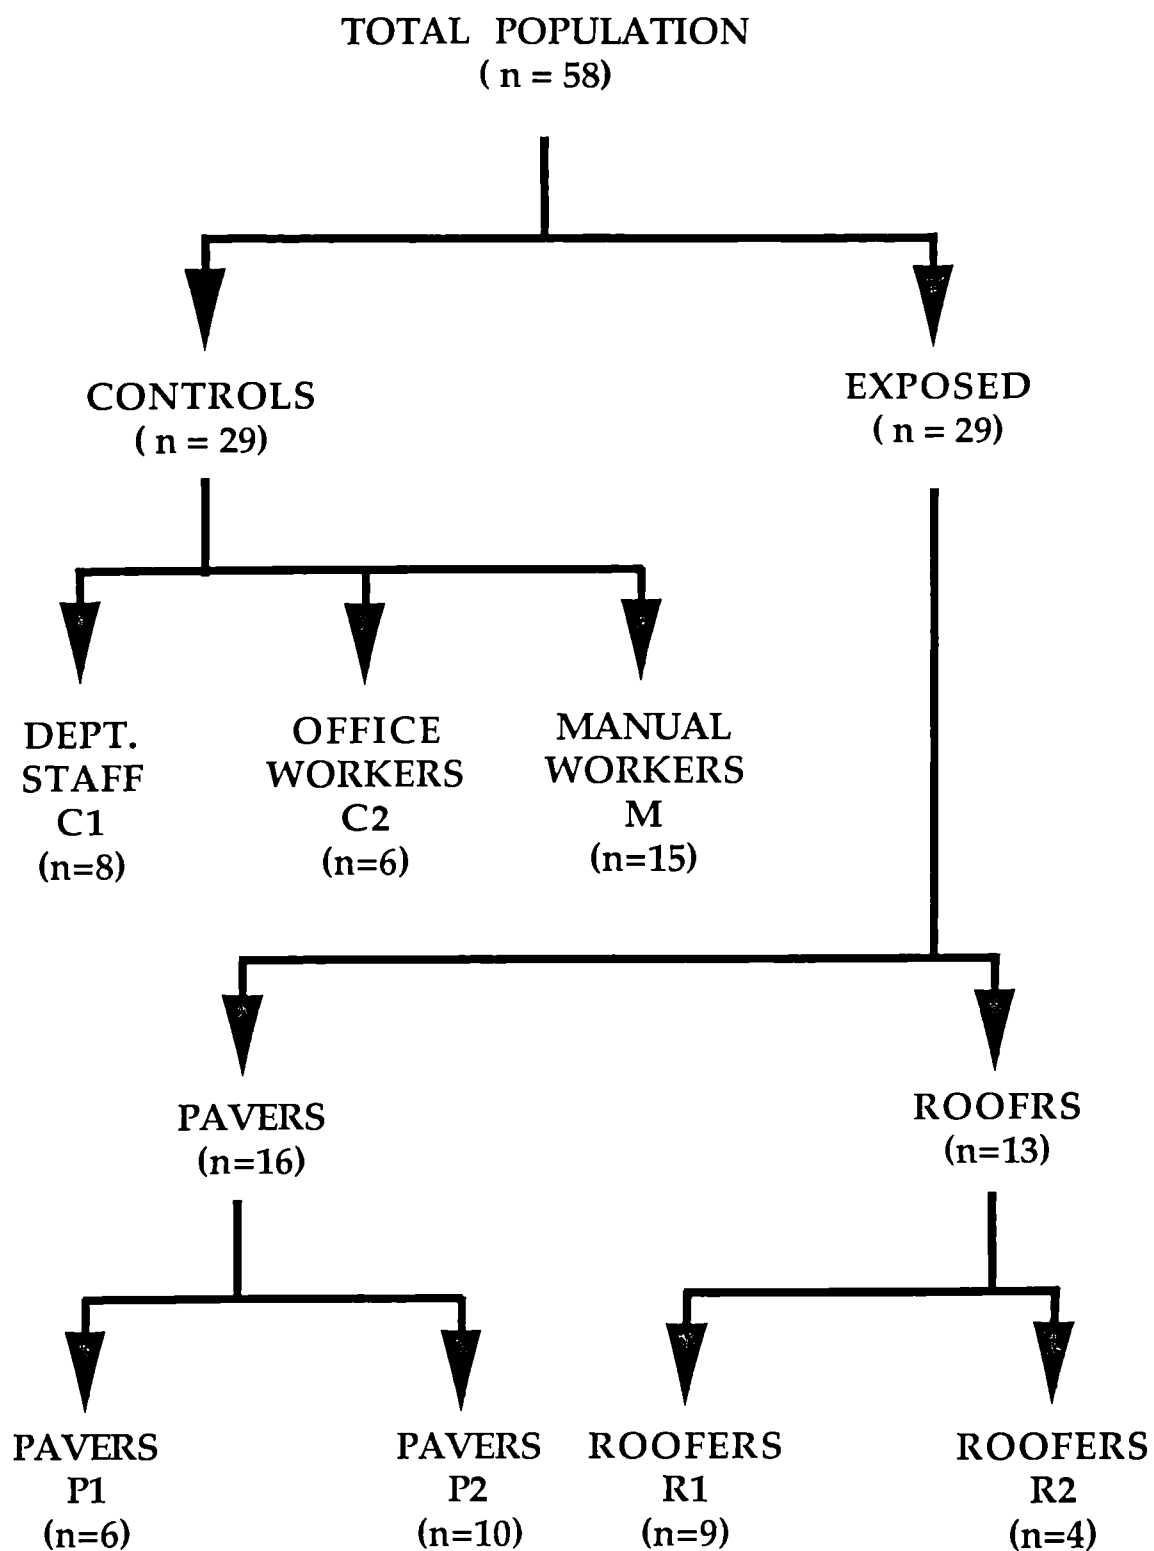 TOTAL POPULATION
( n = 58)
CONTROLS
( n = 29)
EXPOSED
( n = 29)
DEPT.
STAFF
C1
(n=8)
OFFICE
WORKERS
C2
(n=6)
MANUAL
WORKERS
M
(n=15)
PAVERS
(n=16)
ROOFRS
(n=13)
PAVERS
P1
(n=6)
PAVERS
P2
(n=10)
ROOFERS
R1
(n=9)
ROOFERS
R2
(n=4)